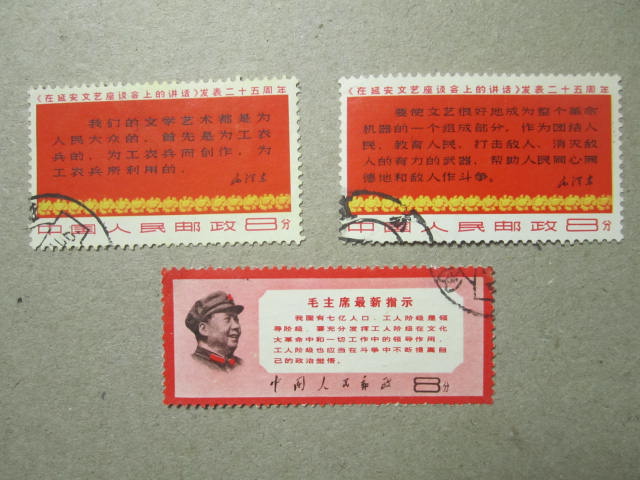 《在延安文艺座谈会上的讲话》发表二十五周年
我们的文学艺术都是为
人民大众的，首先是为工农
兵的，为工农兵而创作，为
工农兵所利用的．
毛泽东
中国人民邮政8分
《在延安文艺座谈会上的讲话》发表二十五周年
要使文艺很好地成为整个革命
机器的一个组成部分，作为团结人
民、教育人民、打击敌人、消灭敌
人的有力的武器，帮助人民同心同
德地和敌人作斗争。
毛泽东
中国人民邮政8分
毛主席最新指示
我国有七亿人口，工人阶级是领
导阶级．要充分发挥工人阶级在文化
大革命中和一切工作中的领导作用．
工人阶级也应当在斗争中不断提高自
己的政治觉悟。
中国人民邮政 8分